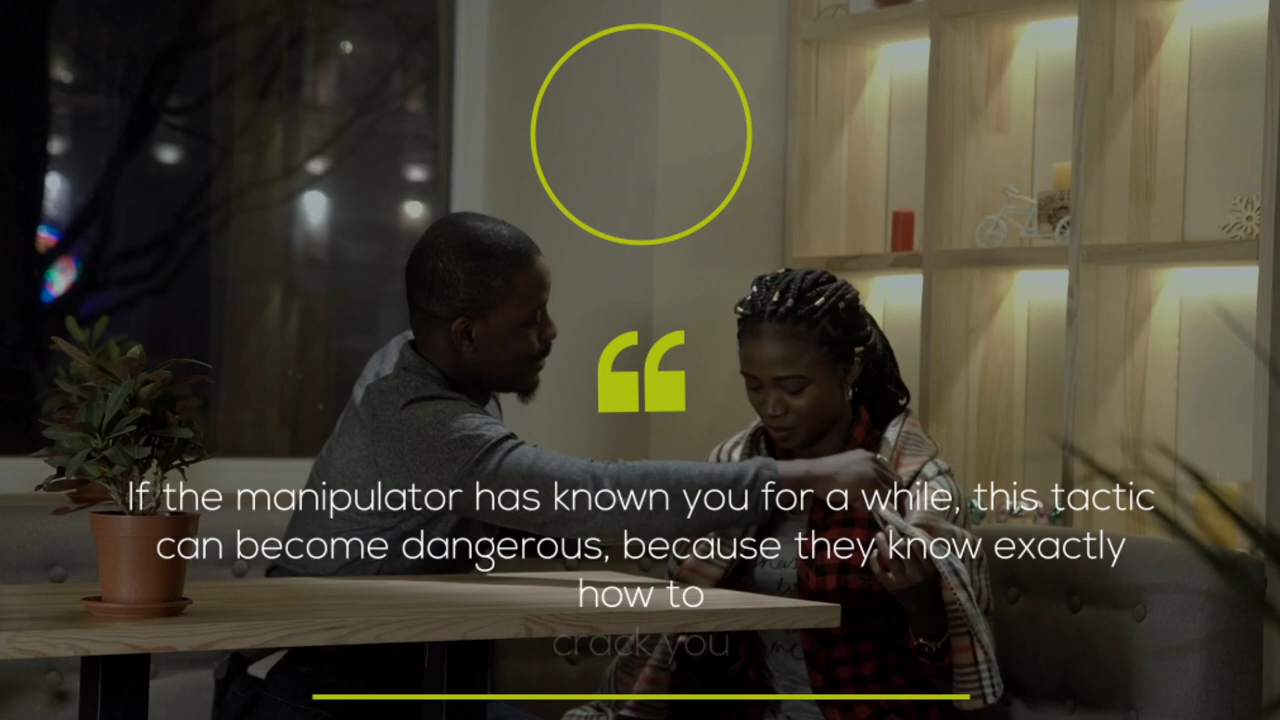 If the manipulator has known you for a while, this tactic
can become dangerous, because they know exactly
how to
crack you